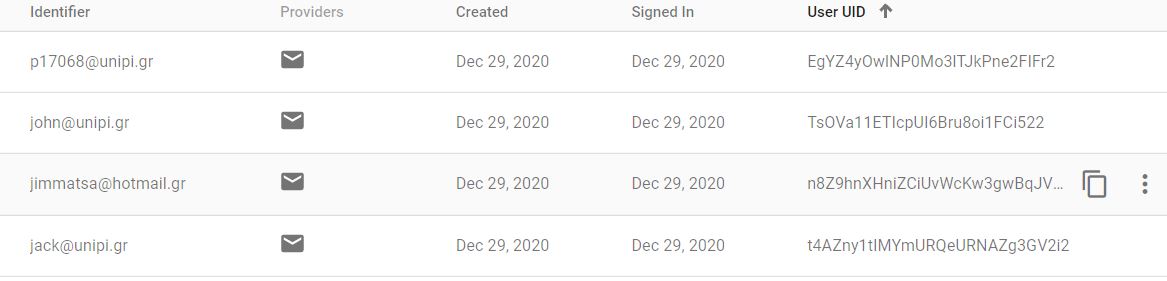 Identifier Providers Created Signed In User UID
p17068@unipi.gr Dec 29, 2020 Dec 29, 2020 EgYZ4yOwlNP0Mo3lTJkPne2FIFr2
john@unipi.gr Dec 29, 2020 Dec 29, 2020 TsOVa11ETlcpUl6Bru8oi1FCi522
jimmatsa@hotmail.gr Dec 29, 2020 Dec 29, 2020 n8Z9hnXHniZCiUvWcKw3gwBqJV...
jack@unipi.gr Dec 29, 2020 Dec 29, 2020 t4AZny1tIMYmURQeURNAZg3GV2i2